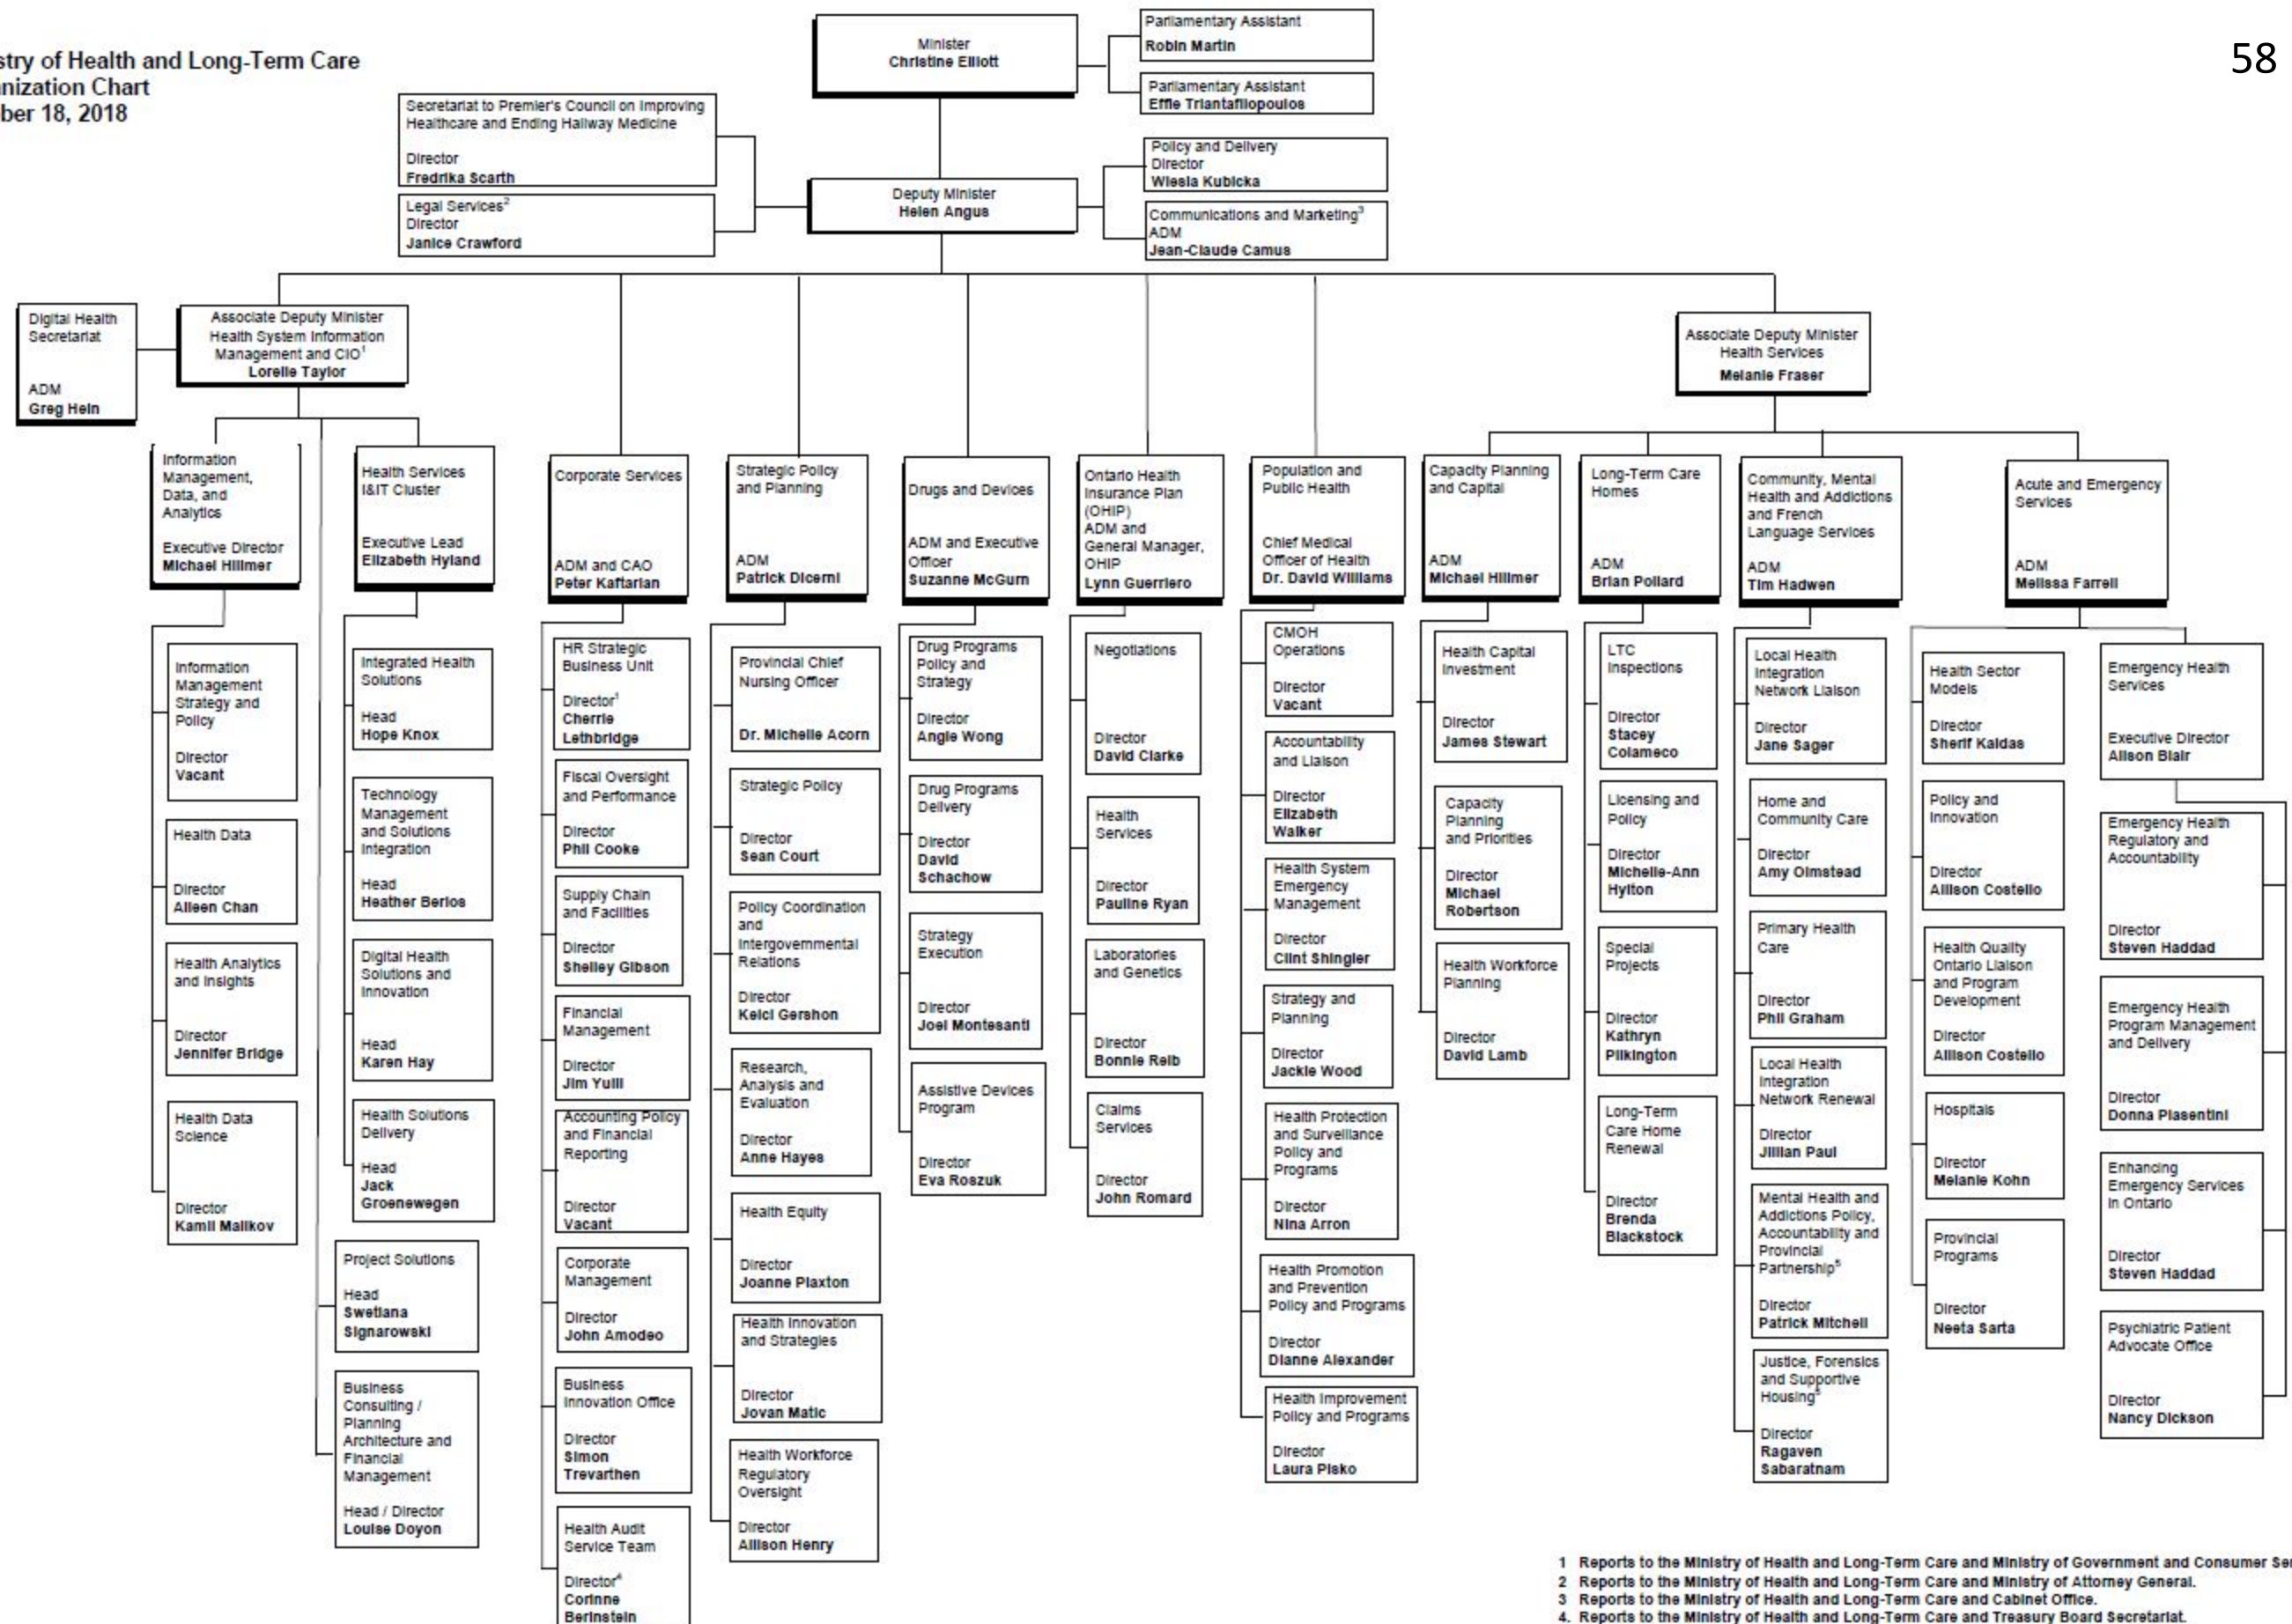 58
stry of Health and Long-Term Care
nization Chart
ber 18, 2018
Minister
Christine Elliott
Parliamentary Assistant
Robin Martin
Parliamentary Assistant
Effie Triantafilopoulos
Secretariat to Premier's Council on Improving
Healthcare and Ending Hallway Medicine
Director
Fredrika Scarth
Legal Services²
Director
Janice Crawford
Deputy Minister
Helen Angus
Policy and Delivery
Director
Wiesia Kubicka
Communications and Marketing³
ADM
Jean-Claude Camus
Digital Health
Secretariat
ADM
Greg Hein
Associate Deputy Minister
Health System Information
Management and CIO¹
Lorelle Taylor
Associate Deputy Minister
Health Services
Melanie Fraser
Information
Management,
Data, and
Analytics
Executive Director
Michael Hillmer
Health Services
I&IT Cluster
Executive Lead
Elizabeth Hyland
Corporate Services
ADM and CAO
Peter Kaftarian
Strategic Policy
and Planning
ADM
Patrick Dicerni
Drugs and Devices
ADM and Executive
Officer
Suzanne McGurn
Ontario Health
Insurance Plan
(OHIP)
ADM and
General Manager,
OHIP
Lynn Guerriero
Population and
Public Health
Chief Medical
Officer of Health
Dr. David Williams
Capacity Planning
and Capital
ADM
Michael Hillmer
Long-Term Care
Homes
ADM
Brian Pollard
Community, Mental
Health and Addictions
and French
Language Services
ADM
Tim Hadwen
Acute and Emergency
Services
ADM
Melissa Farrell
Information
Management
Strategy and
Policy
Director
Vacant
Health Data
Director
Aileen Chan
Health Analytics
and Insights
Director
Jennifer Bridge
Health Data
Science
Director
Kamil Malikov
Integrated Health
Solutions
Head
Hope Knox
Technology
Management
and Solutions
Integration
Head
Heather Berios
Digital Health
Solutions and
Innovation
Head
Karen Hay
Health Solutions
Delivery
Head
Jack
Groenewegen
Project Solutions
Head
Swetlana
Signarowski
Business
Consulting /
Planning
Architecture and
Financial
Management
Head / Director
Louise Doyon
HR Strategic
Business Unit
Director¹
Cherrie
Lethbridge
Fiscal Oversight
and Performance
Director
Phil Cooke
Supply Chain
and Facilities
Director
Shelley Gibson
Financial
Management
Director
Jim Yuill
Accounting Policy
and Financial
Reporting
Director
Vacant
Corporate
Management
Director
John Amodeo
Business
Innovation Office
Director
Simon
Trevarthen
Health Audit
Service Team
Director⁴
Corinne
Berinstein
Provincial Chief
Nursing Officer
Dr. Michelle Acorn
Strategic Policy
Director
Sean Court
Policy Coordination
and
Intergovernmental
Relations
Director
Kelci Gershon
Research,
Analysis and
Evaluation
Director
Anne Hayes
Health Equity
Director
Joanne Plaxton
Health Innovation
and Strategies
Director
Jovan Matic
Health Workforce
Regulatory
Oversight
Director
Allison Henry
Drug Programs
Policy and
Strategy
Director
Angie Wong
Drug Programs
Delivery
Director
David
Schachow
Strategy
Execution
Director
Joel Montesanti
Assistive Devices
Program
Director
Eva Roszuk
Negotiations
Director
David Clarke
Health
Services
Director
Pauline Ryan
Laboratories
and Genetics
Director
Bonnie Reib
Claims
Services
Director
John Romard
CMOH
Operations
Director
Vacant
Accountability
and Liaison
Director
Elizabeth
Walker
Health System
Emergency
Management
Director
Clint Shingler
Strategy and
Planning
Director
Jackie Wood
Health Protection
and Surveillance
Policy and
Programs
Director
Nina Arron
Health Promotion
and Prevention
Policy and Programs
Director
Dianne Alexander
Health Improvement
Policy and Programs
Director
Laura Pisko
Health Capital
Investment
Director
James Stewart
Capacity
Planning
and Priorities
Director
Michael
Robertson
Health Workforce
Planning
Director
David Lamb
LTC
Inspections
Director
Stacey
Colameco
Licensing and
Policy
Director
Michelle-Ann
Hylton
Special
Projects
Director
Kathryn
Pilkington
Long-Term
Care Home
Renewal
Director
Brenda
Blackstock
Local Health
Integration
Network Liaison
Director
Jane Sager
Home and
Community Care
Director
Amy Olmstead
Primary Health
Care
Director
Phil Graham
Local Health
Integration
Network Renewal
Director
Jillian Paul
Mental Health and
Addictions Policy,
Accountability and
Provincial
Partnership⁵
Director
Patrick Mitchell
Justice, Forensics
and Supportive
Housing⁵
Director
Ragaven
Sabaratnam
Health Sector
Models
Director
Sherif Kaldas
Policy and
Innovation
Director
Allison Costello
Health Quality
Ontario Liaison
and Program
Development
Director
Allison Costello
Hospitals
Director
Melanie Kohn
Provincial
Programs
Director
Neeta Sarta
Emergency Health
Services
Executive Director
Alison Blair
Emergency Health
Regulatory and
Accountability
Director
Steven Haddad
Emergency Health
Program Management
and Delivery
Director
Donna Piasentini
Enhancing
Emergency Services
in Ontario
Director
Steven Haddad
Psychiatric Patient
Advocate Office
Director
Nancy Dickson
1 Reports to the Ministry of Health and Long-Term Care and Ministry of Government and Consumer Se
2 Reports to the Ministry of Health and Long-Term Care and Ministry of Attorney General.
3 Reports to the Ministry of Health and Long-Term Care and Cabinet Office.
4. Reports to the Ministry of Health and Long-Term Care and Treasury Board Secretariat.